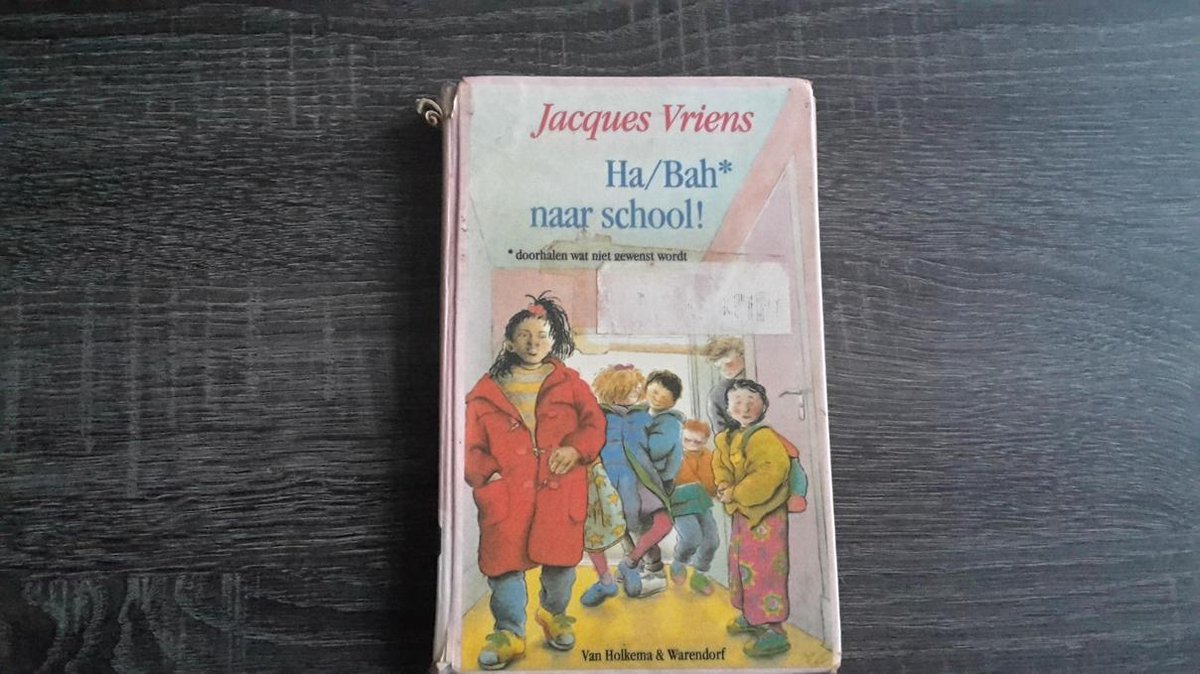 Jacques Vriens
Ha/Bah*
naar school!
* doorhalen wat niet gewenst wordt
Van Holkema & Warendorf